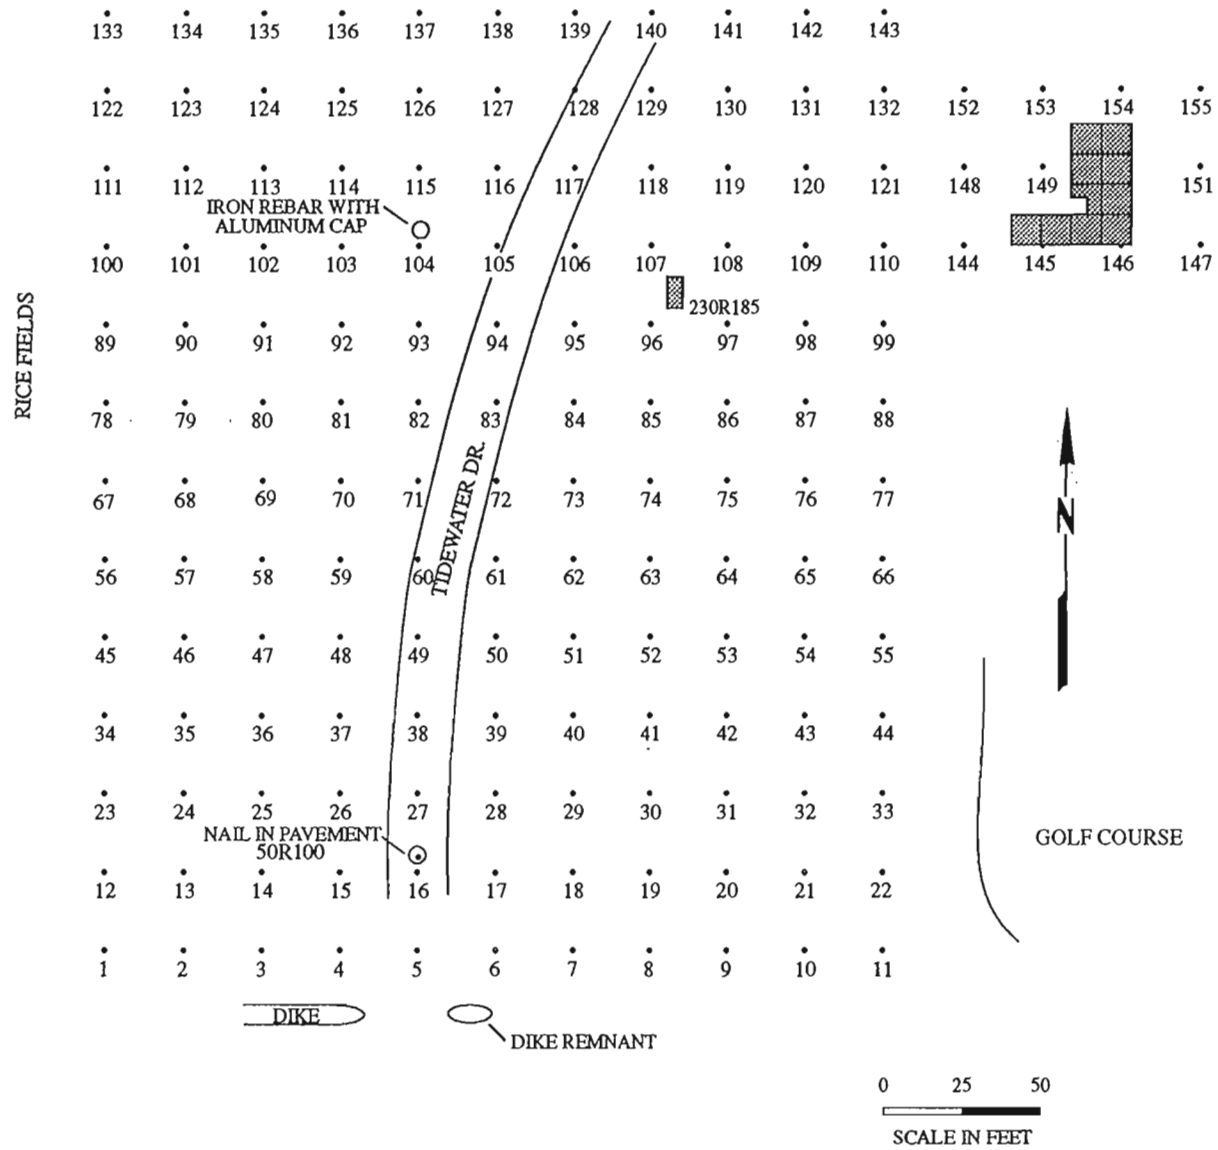 133 134 135 136 137 138 139 140 141 142 143
122 123 124 125 126 127 128 129 130 131 132 152 153 154 155
111 112 113 114 115 116 117 118 119 120 121 148 149 151
IRON REBAR WITH
ALUMINUM CAP
100 101 102 103 104 105 106 107 108 109 110 144 145 146 147
230R185
RICE FIELDS
89 90 91 92 93 94 95 96 97 98 99
78 79 80 81 82 83 84 85 86 87 88
TIDEWATER DR.
67 68 69 70 71 72 73 74 75 76 77
N
56 57 58 59 60 61 62 63 64 65 66
45 46 47 48 49 50 51 52 53 54 55
34 35 36 37 38 39 40 41 42 43 44
23 24 25 26 27 28 29 30 31 32 33
NAIL IN PAVEMENT
50R100
GOLF COURSE
12 13 14 15 16 17 18 19 20 21 22
1 2 3 4 5 6 7 8 9 10 11
DIKE
DIKE REMNANT
0 25 50
SCALE IN FEET